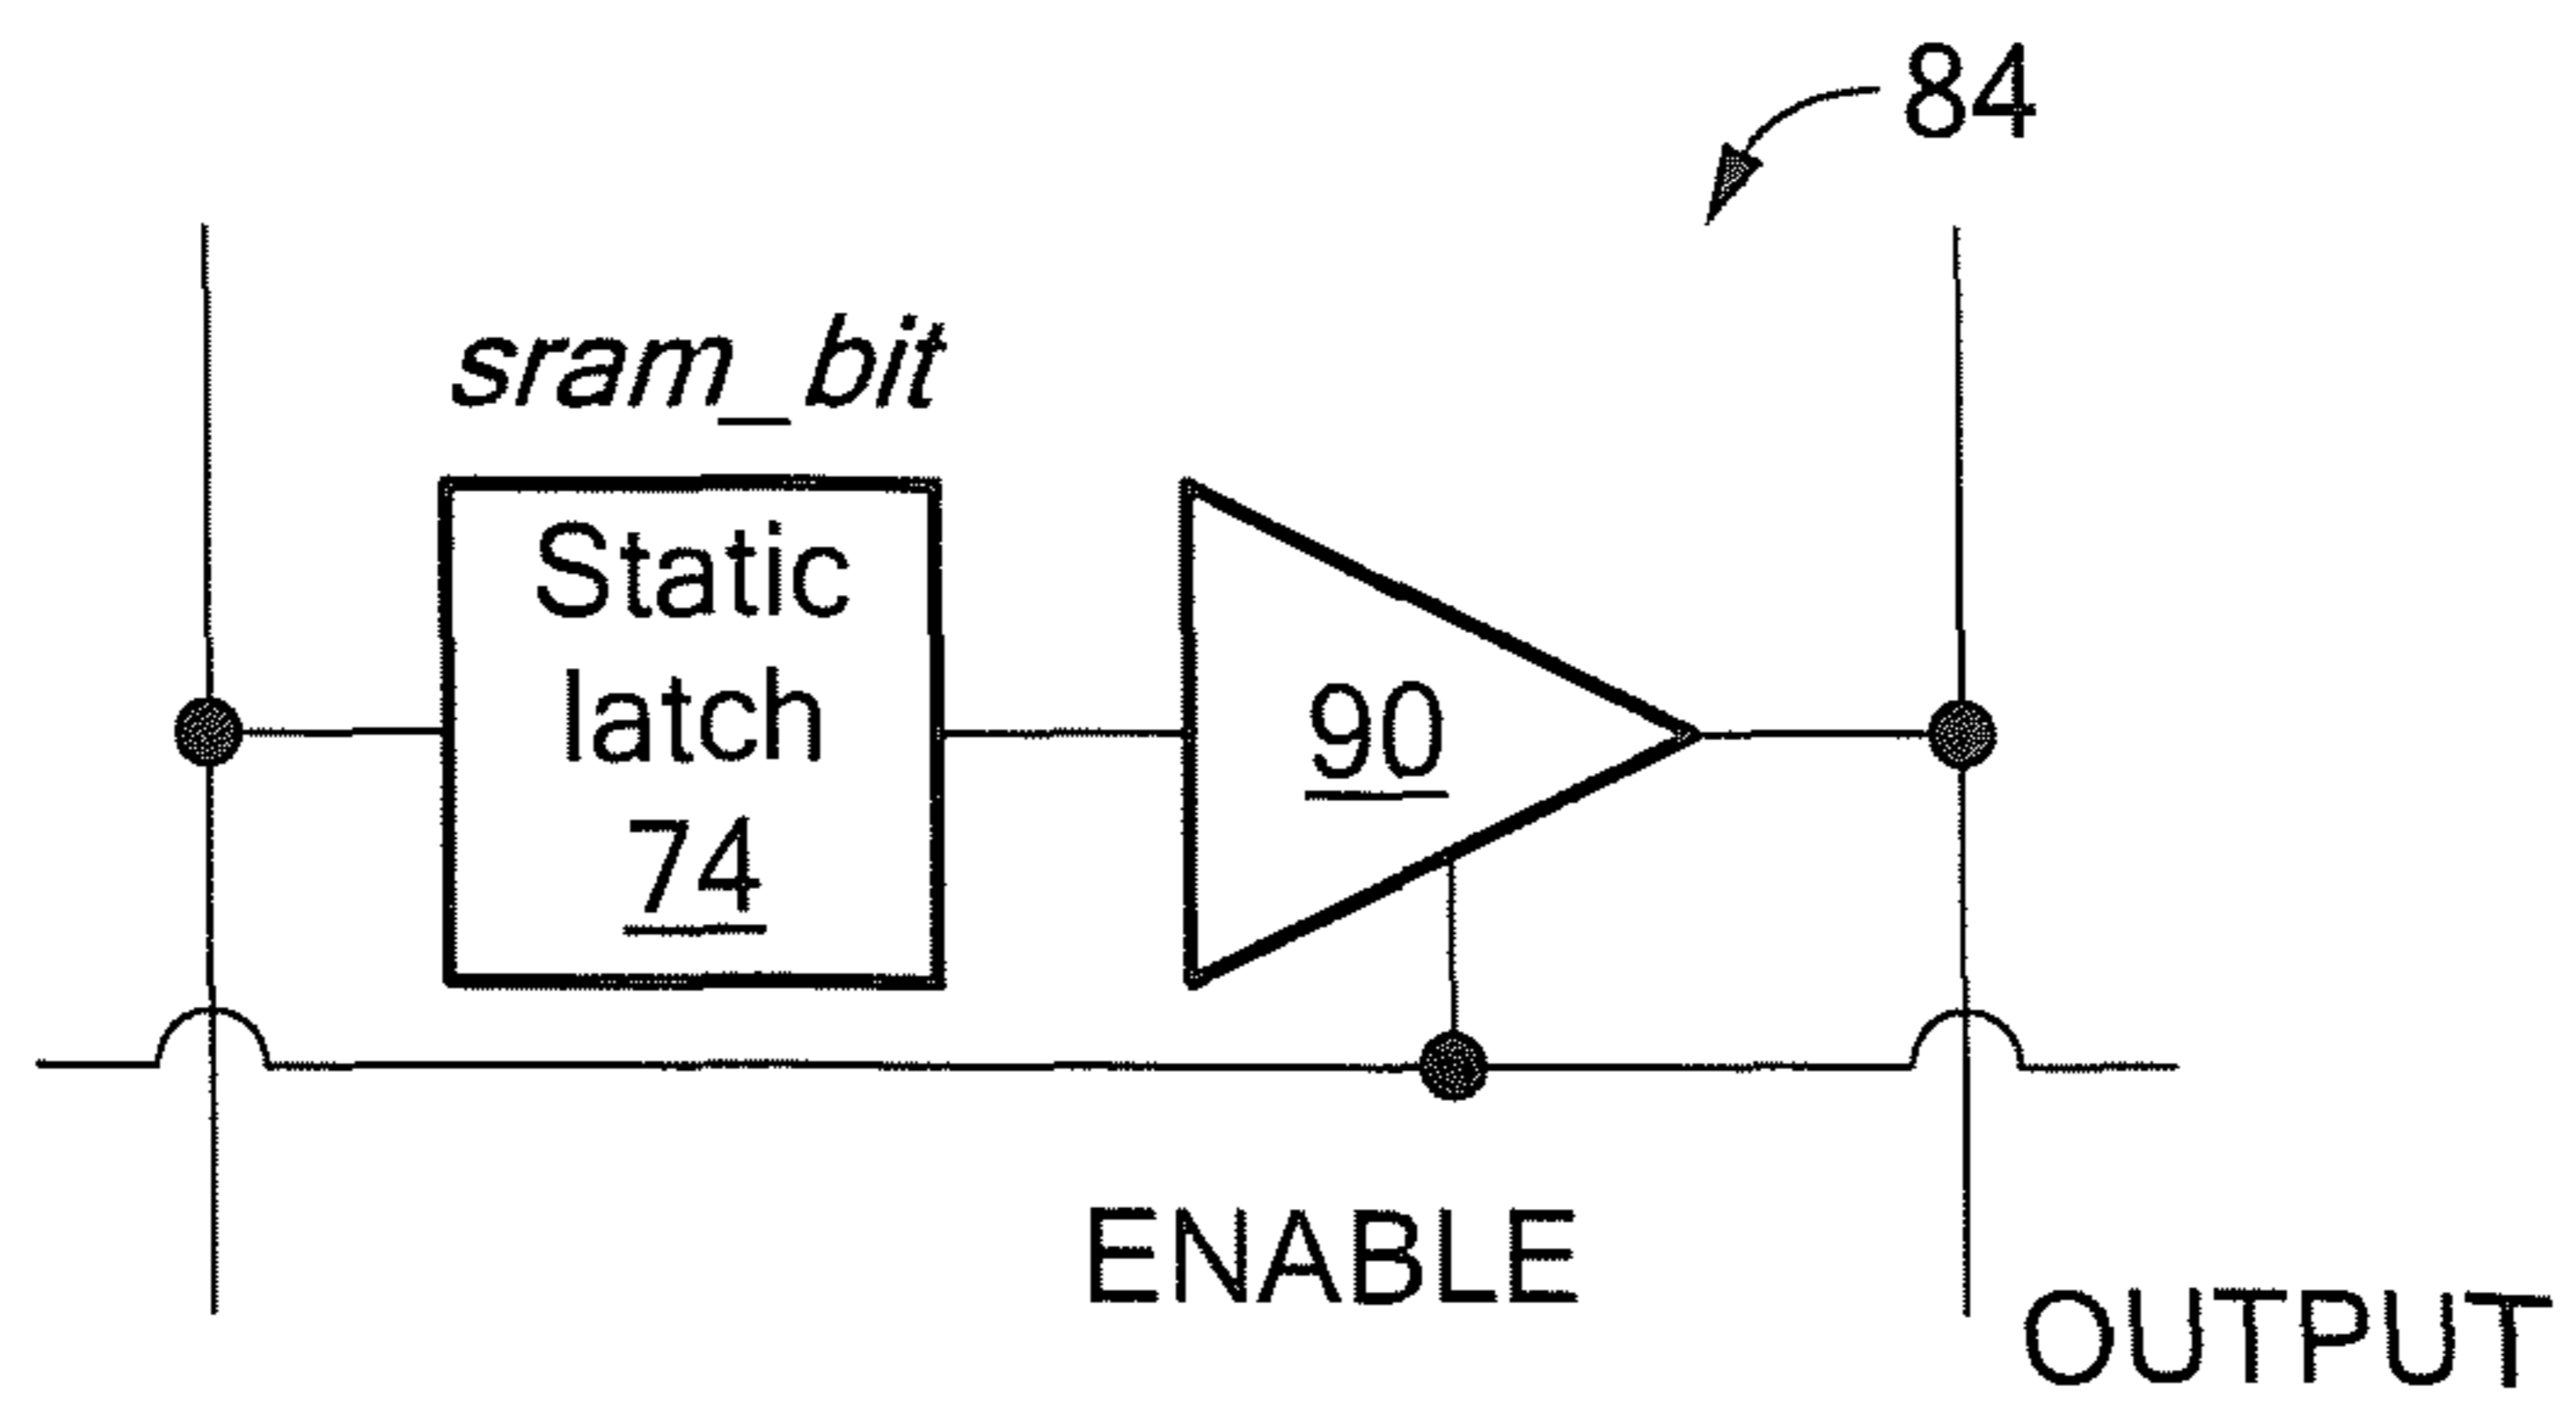 84
sram_bit
Static
latch
74
90
ENABLE
OUTPUT